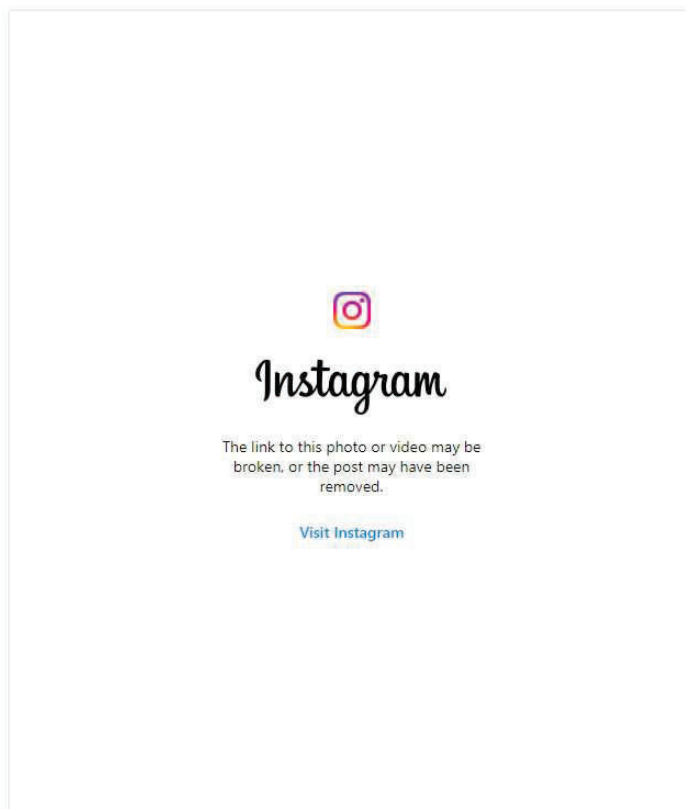 Instagram
The link to this photo or video may be
broken, or the post may have been
removed.
Visit Instagram